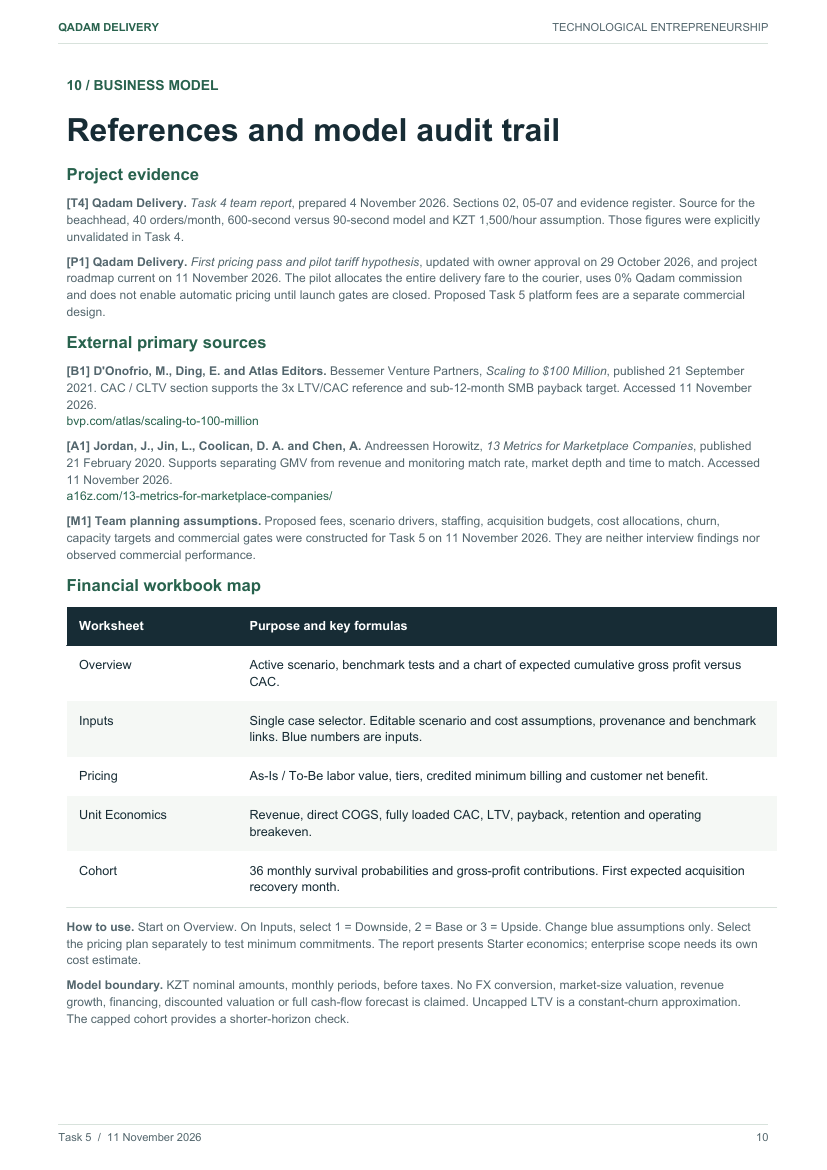 QADAM DELIVERY
TECHNOLOGICAL ENTREPRENEURSHIP
10 / BUSINESS MODEL
References and model audit trail
Project evidence
[T4] Qadam Delivery. Task 4 team report, prepared 4 November 2026. Sections 02, 05-07 and evidence register. Source for the
beachhead, 40 orders/month, 600-second versus 90-second model and KZT 1,500/hour assumption. Those figures were explicitly
unvalidated in Task 4.
[P1] Qadam Delivery. First pricing pass and pilot tariff hypothesis, updated with owner approval on 29 October 2026, and project
roadmap current on 11 November 2026. The pilot allocates the entire delivery fare to the courier, uses 0% Qadam commission
and does not enable automatic pricing until launch gates are closed. Proposed Task 5 platform fees are a separate commercial
design.
External primary sources
[B1] D'Onofrio, M., Ding, E. and Atlas Editors. Bessemer Venture Partners, Scaling to $100 Million, published 21 September
2021. CAC / CLTV section supports the 3x LTV/CAC reference and sub-12-month SMB payback target. Accessed 11 November
2026.
bvp.com/atlas/scaling-to-100-million
[A1] Jordan, J., Jin, L., Coolican, D. A. and Chen, A. Andreessen Horowitz, 13 Metrics for Marketplace Companies, published
21 February 2020. Supports separating GMV from revenue and monitoring match rate, market depth and time to match. Accessed
11 November 2026.
a16z.com/13-metrics-for-marketplace-companies/
[M1] Team planning assumptions. Proposed fees, scenario drivers, staffing, acquisition budgets, cost allocations, churn,
capacity targets and commercial gates were constructed for Task 5 on 11 November 2026. They are neither interview findings nor
observed commercial performance.
Financial workbook map
Worksheet
Purpose and key formulas
Overview
Active scenario, benchmark tests and a chart of expected cumulative gross profit versus
CAC.
Inputs
Single case selector. Editable scenario and cost assumptions, provenance and benchmark
links. Blue numbers are inputs.
Pricing
As-Is / To-Be labor value, tiers, credited minimum billing and customer net benefit.
Unit Economics
Revenue, direct COGS, fully loaded CAC, LTV, payback, retention and operating
breakeven.
Cohort
36 monthly survival probabilities and gross-profit contributions. First expected acquisition
recovery month.
How to use. Start on Overview. On Inputs, select 1 = Downside, 2 = Base or 3 = Upside. Change blue assumptions only. Select
the pricing plan separately to test minimum commitments. The report presents Starter economics; enterprise scope needs its own
cost estimate.
Model boundary. KZT nominal amounts, monthly periods, before taxes. No FX conversion, market-size valuation, revenue
growth, financing, discounted valuation or full cash-flow forecast is claimed. Uncapped LTV is a constant-churn approximation.
The capped cohort provides a shorter-horizon check.
Task 5 / 11 November 2026
10